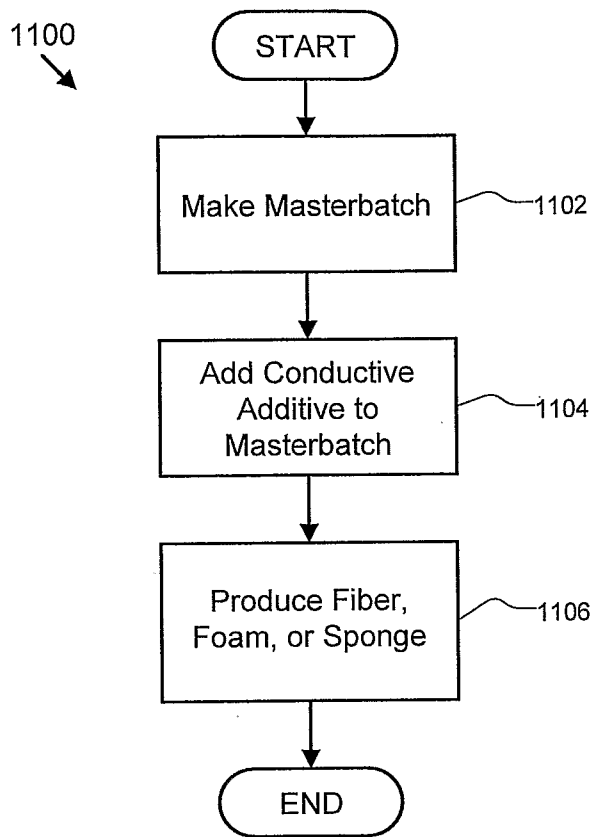 1100
START
Make Masterbatch
1102
Add Conductive
Additive to
Masterbatch
1104
Produce Fiber,
Foam, or Sponge
1106
END